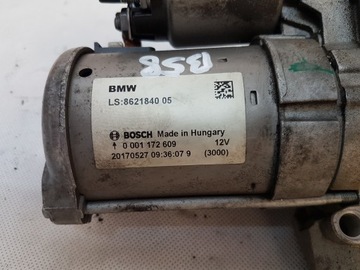 B58
BMW
LS:8621840 05
BOSCH Made in Hungary
0 001 172 609 12V
20170527 09:36:07 9 (3000)